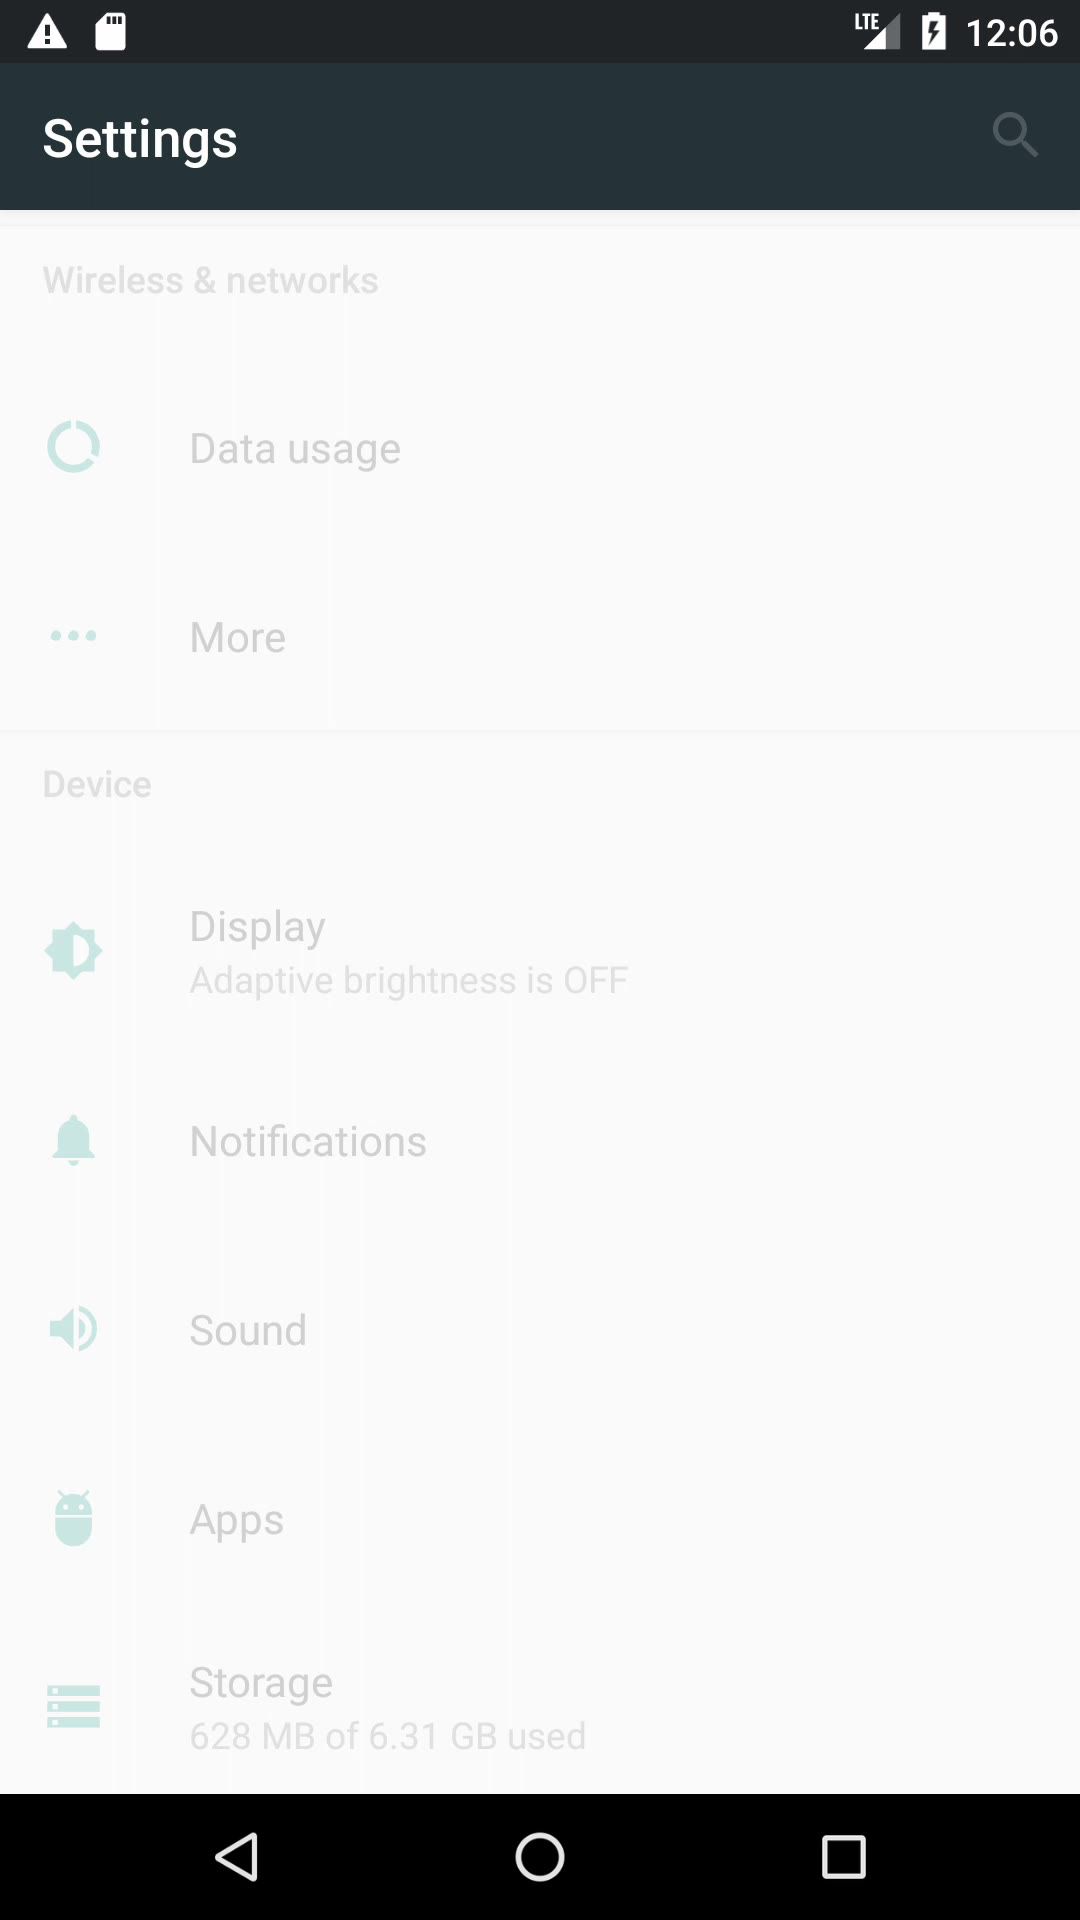 LTE 12:06
Settings
Wireless & networks
Data usage
More
Device
Display
Adaptive brightness is OFF
Notifications
Sound
Apps
Storage
628 MB of 6.31 GB used